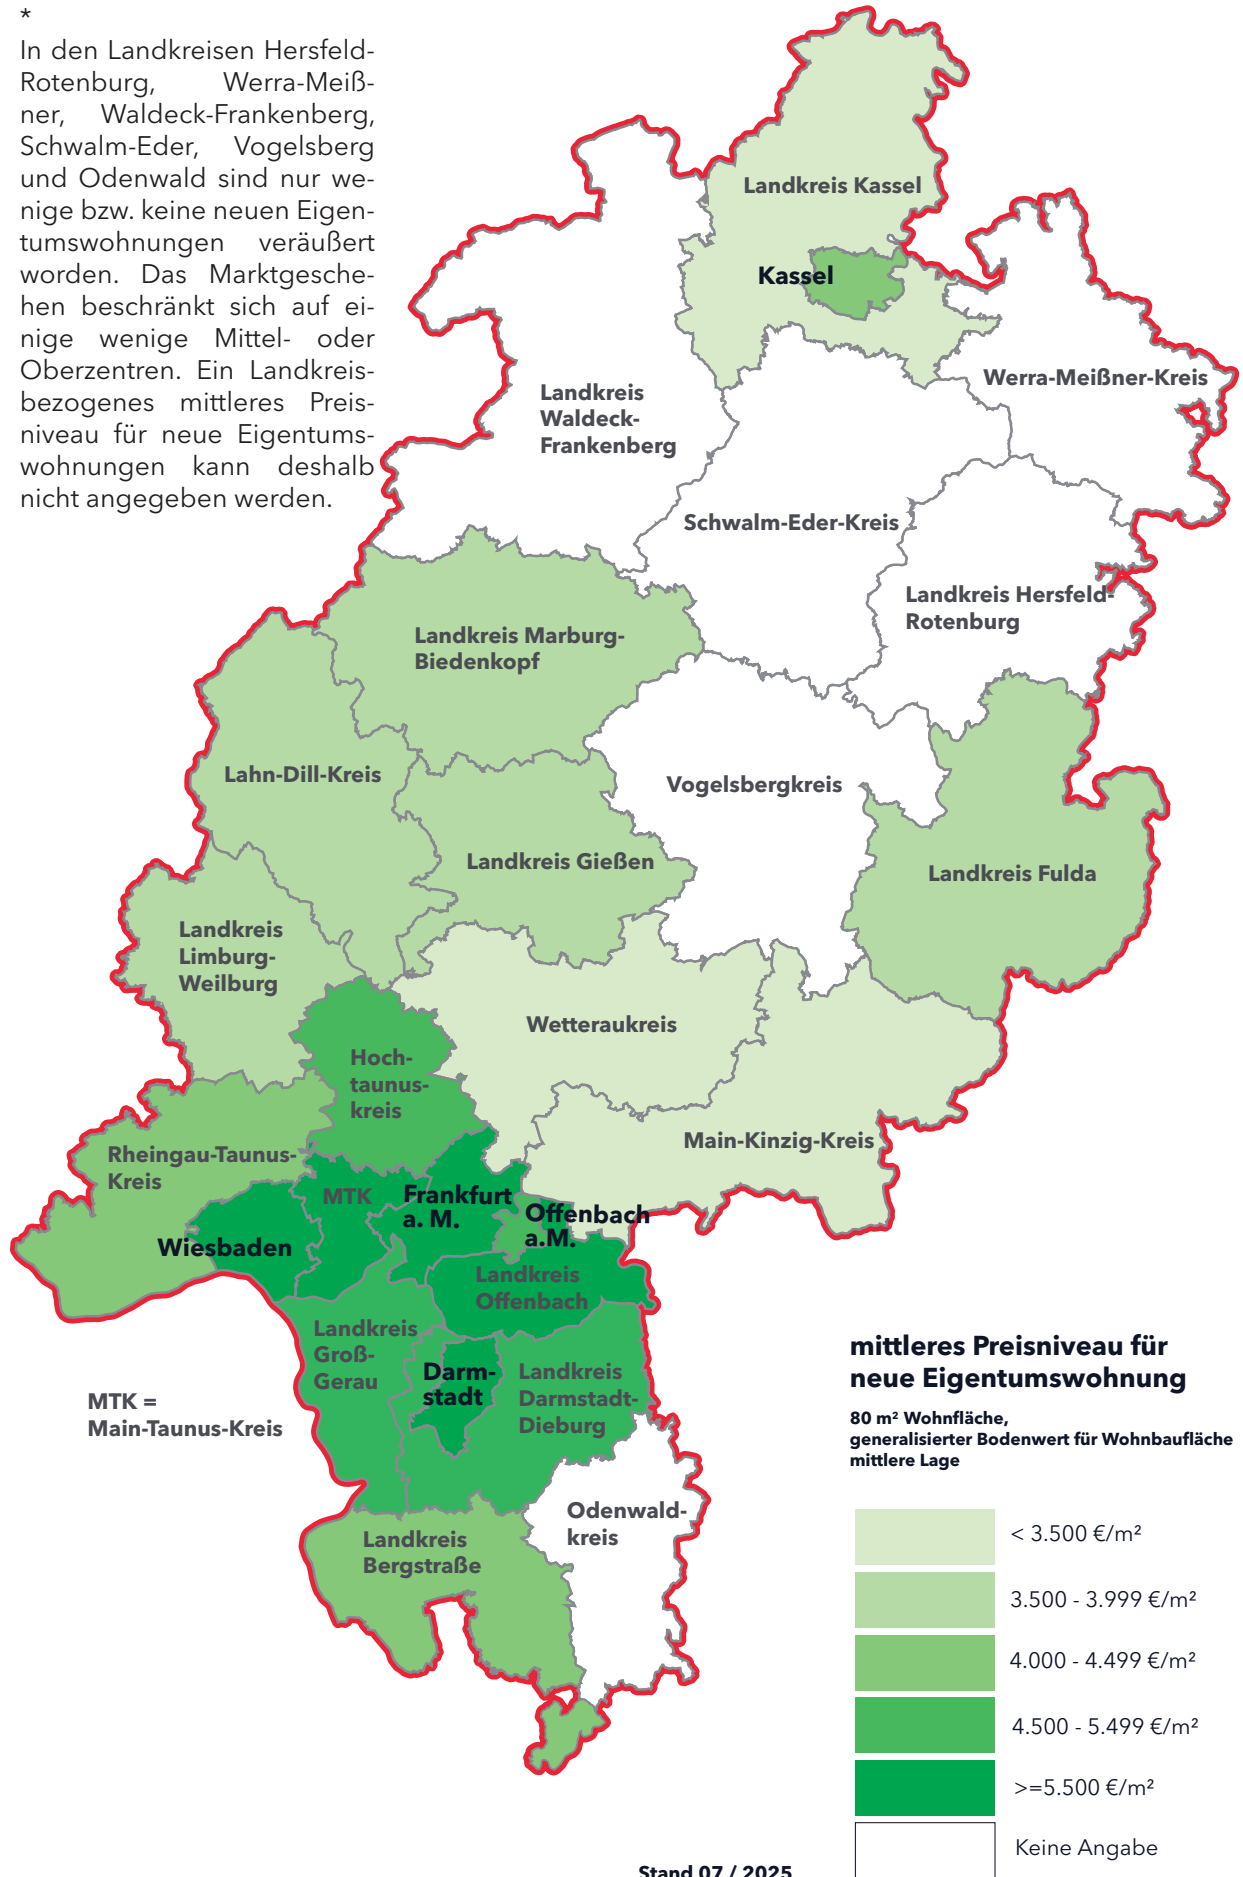 *
In den Landkreisen Hersfeld-
Rotenburg, Werra-Meiß-
ner, Waldeck-Frankenberg,
Schwalm-Eder, Vogelsberg
und Odenwald sind nur we-
nige bzw. keine neuen Eigen-
tumswohnungen veräußert
worden. Das Marktgesche-
hen beschränkt sich auf ei-
nige wenige Mittel- oder
Oberzentren. Ein Landkreis-
bezogenes mittleres Preis-
niveau für neue Eigentums-
wohnungen kann deshalb
nicht angegeben werden.
Landkreis Kassel
Kassel
Werra-Meißner-Kreis
Landkreis
Waldeck-
Frankenberg
Schwalm-Eder-Kreis
Landkreis Hersfeld-
Rotenburg
Landkreis Marburg-
Biedenkopf
Lahn-Dill-Kreis
Vogelsbergkreis
Landkreis Gießen
Landkreis Fulda
Landkreis
Limburg-
Weilburg
Wetteraukreis
Hoch-
taunus-
kreis
Main-Kinzig-Kreis
Rheingau-Taunus-
Kreis
MTK
Frankfurt
a. M.
Offenbach
a.M.
Wiesbaden
Landkreis
Offenbach
Landkreis
Groß-
Gerau
Darm-
stadt
Landkreis
Darmstadt-
Dieburg
MTK =
Main-Taunus-Kreis
Odenwald-
kreis
Landkreis
Bergstraße
mittleres Preisniveau für
neue Eigentumswohnung
80 m² Wohnfläche,
generalisierter Bodenwert für Wohnbaufläche
mittlere Lage
< 3.500 €/m²
3.500 - 3.999 €/m²
4.000 - 4.499 €/m²
4.500 - 5.499 €/m²
>=5.500 €/m²
Keine Angabe
Stand 07 / 2025